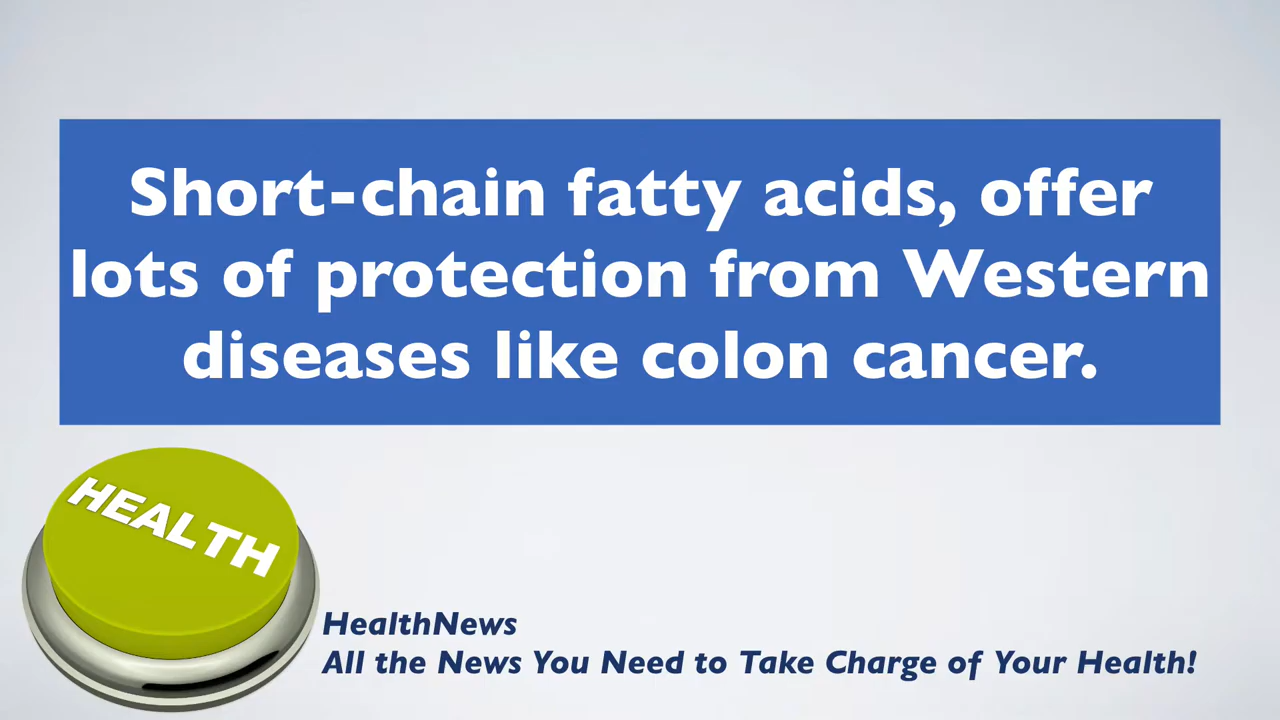 Short-chain fatty acids, offer
lots of protection from Western
diseases like colon cancer.
HEALTH
HealthNews
All the News You Need to Take Charge of Your Health!